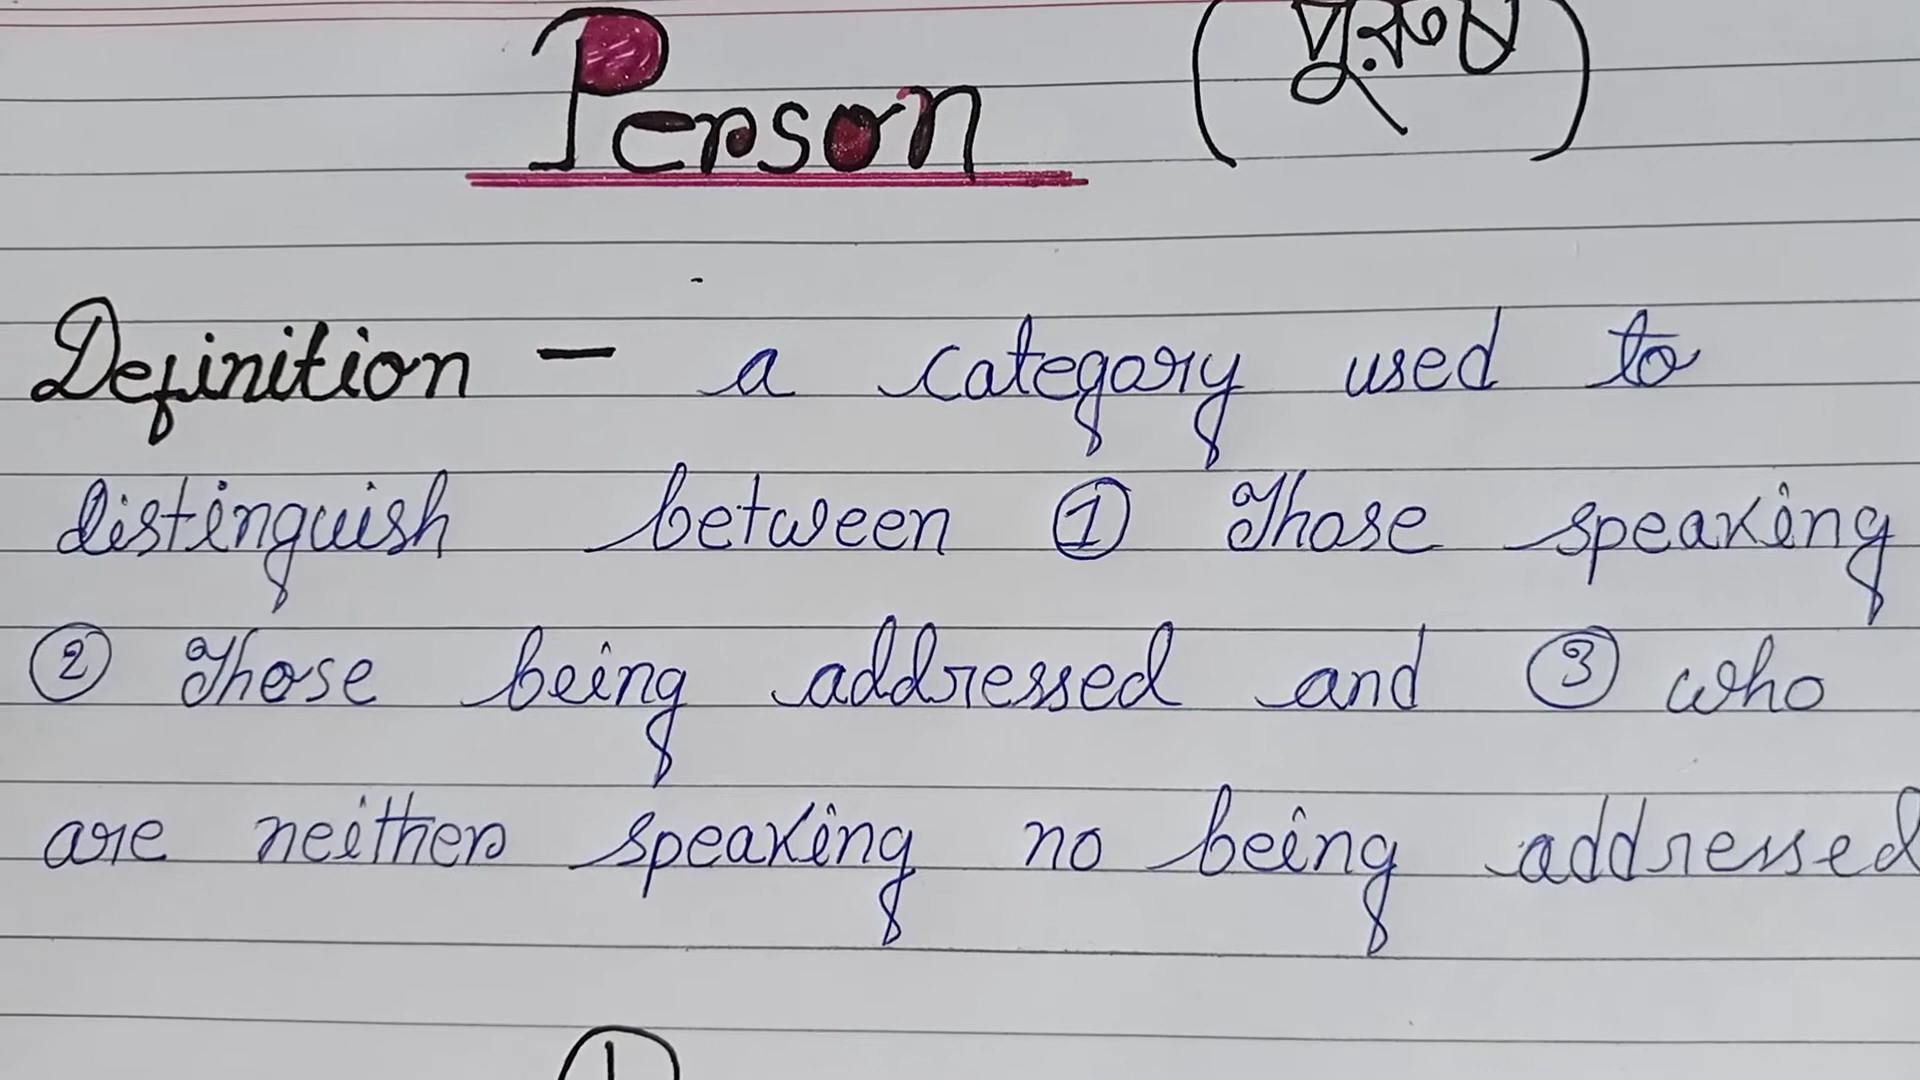 Person (পুরুষ)
Definition — a category used to
distinguish between ① Those speaking
② Those being addressed and ③ who
are neither speaking no being addressed
1